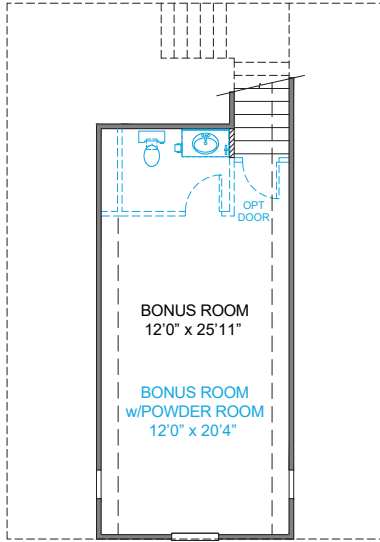 OPT
DOOR
BONUS ROOM
12'0" x 25'11"
BONUS ROOM
w/POWDER ROOM
12'0" x 20'4"